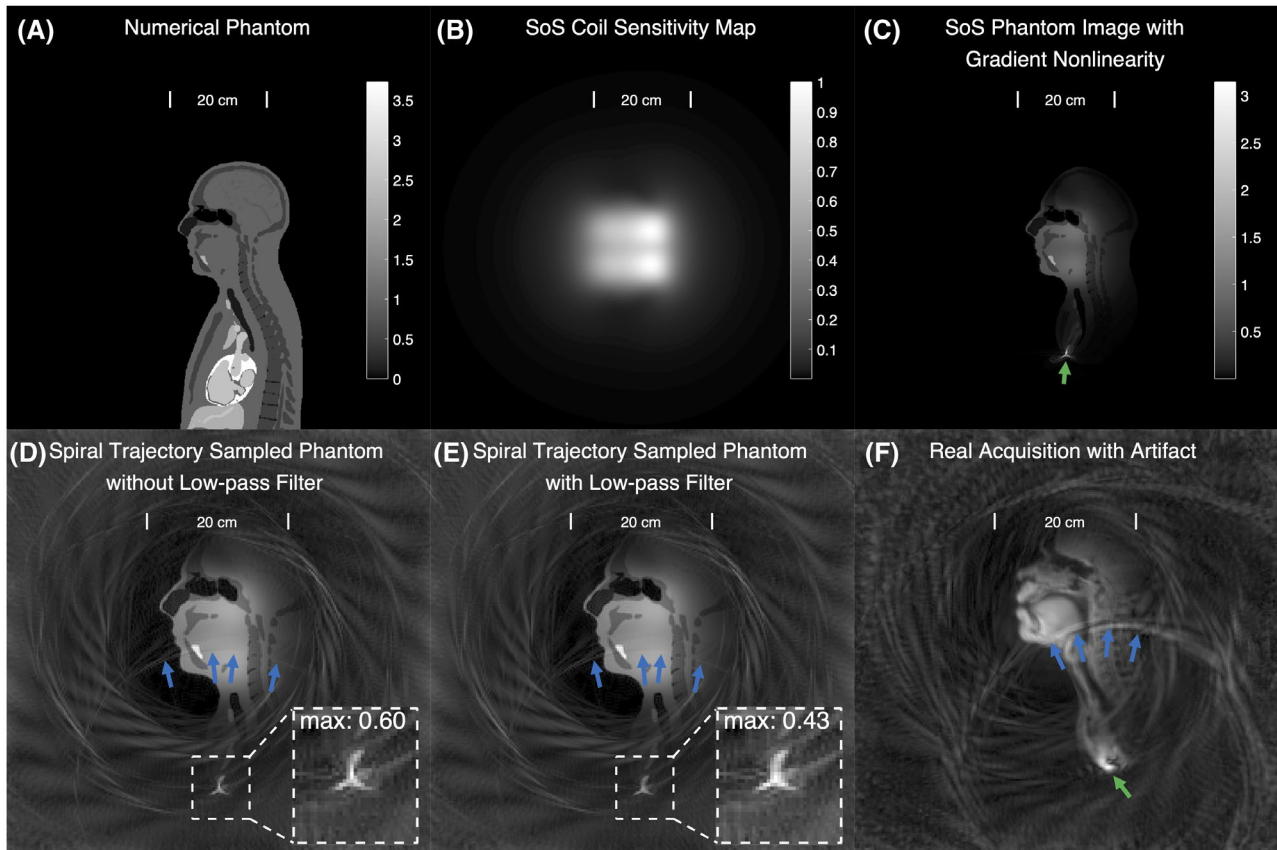 (A) Numerical Phantom
20 cm
3.5
3
2.5
2
1.5
1
0.5
0
(B) SoS Coil Sensitivity Map
20 cm
1
0.9
0.8
0.7
0.6
0.5
0.4
0.3
0.2
0.1
(C) SoS Phantom Image with
Gradient Nonlinearity
20 cm
3
2.5
2
1.5
1
0.5
(D) Spiral Trajectory Sampled Phantom
without Low-pass Filter
20 cm
max: 0.60
(E) Spiral Trajectory Sampled Phantom
with Low-pass Filter
20 cm
max: 0.43
(F) Real Acquisition with Artifact
20 cm